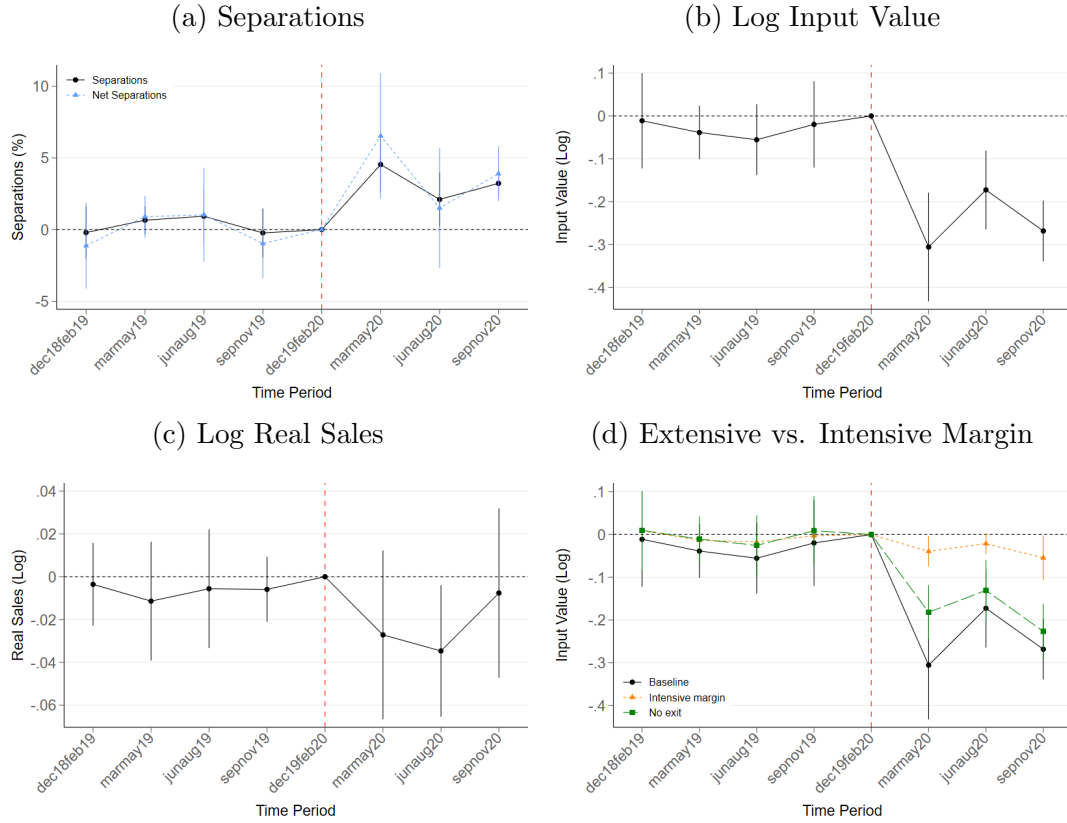 (a) Separations
Separations (%)
10
5
0
-5
Separations
Net Separations
dec18feb19
marmay19
junaug19
sepnov19
dec19feb20
marmay20
junaug20
sepnov20
Time Period
(b) Log Input Value
Input Value (Log)
.1
0
-.1
-.2
-.3
-.4
dec18feb19
marmay19
junaug19
sepnov19
dec19feb20
marmay20
junaug20
sepnov20
Time Period
(c) Log Real Sales
Real Sales (Log)
.04
.02
0
-.02
-.04
-.06
dec18feb19
marmay19
junaug19
sepnov19
dec19feb20
marmay20
junaug20
sepnov20
Time Period
(d) Extensive vs. Intensive Margin
Input Value (Log)
.1
0
-.1
-.2
-.3
-.4
Baseline
Intensive margin
No exit
dec18feb19
marmay19
junaug19
sepnov19
dec19feb20
marmay20
junaug20
sepnov20
Time Period